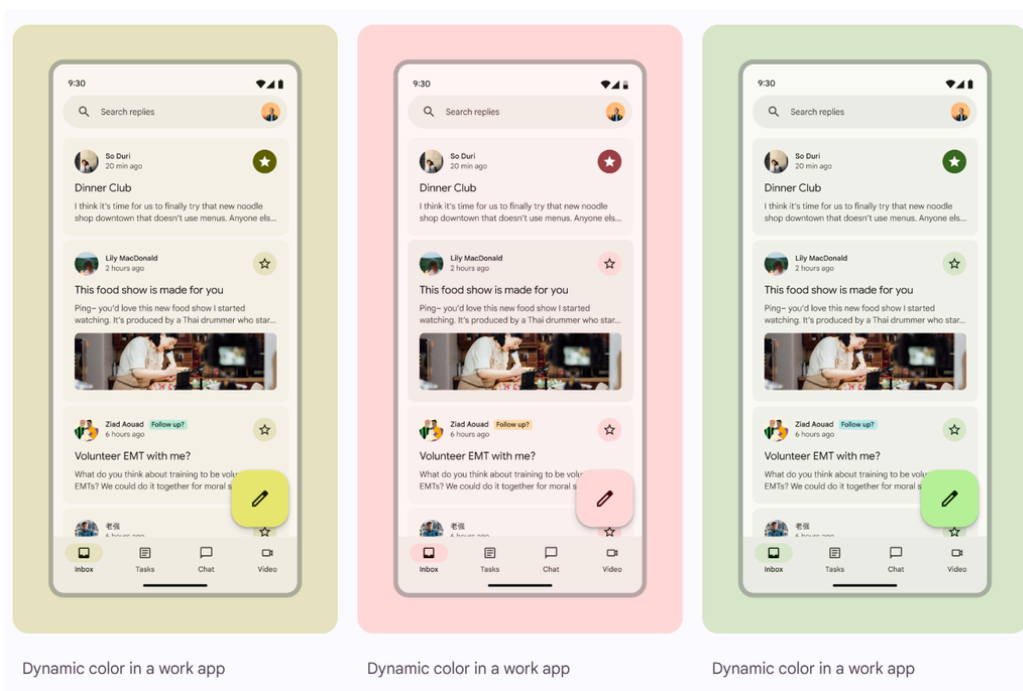 9:30
Search replies
So Duri
20 min ago
Dinner Club
I think it's time for us to finally try that new noodle
shop downtown that doesn't use menus. Anyone els...
Lily MacDonald
2 hours ago
This food show is made for you
Ping– you'd love this new food show I started
watching. It's produced by a Thai drummer who star...
Ziad Aouad Follow up?
6 hours ago
Volunteer EMT with me?
What do you think about training to be
EMTs? We could do it together for moral
老强
Inbox Tasks Chat Video
Dynamic color in a work app
9:30
Search replies
So Duri
20 min ago
Dinner Club
I think it's time for us to finally try that new noodle
shop downtown that doesn't use menus. Anyone els...
Lily MacDonald
2 hours ago
This food show is made for you
Ping– you'd love this new food show I started
watching. It's produced by a Thai drummer who star...
Ziad Aouad Follow up?
6 hours ago
Volunteer EMT with me?
What do you think about training to be
EMTs? We could do it together for moral
老强
Inbox Tasks Chat Video
Dynamic color in a work app
9:30
Search replies
So Duri
20 min ago
Dinner Club
I think it's time for us to finally try that new noodle
shop downtown that doesn't use menus. Anyone els...
Lily MacDonald
2 hours ago
This food show is made for you
Ping– you'd love this new food show I started
watching. It's produced by a Thai drummer who star...
Ziad Aouad Follow up?
6 hours ago
Volunteer EMT with me?
What do you think about training to be
EMTs? We could do it together for moral
老强
Inbox Tasks Chat Video
Dynamic color in a work app